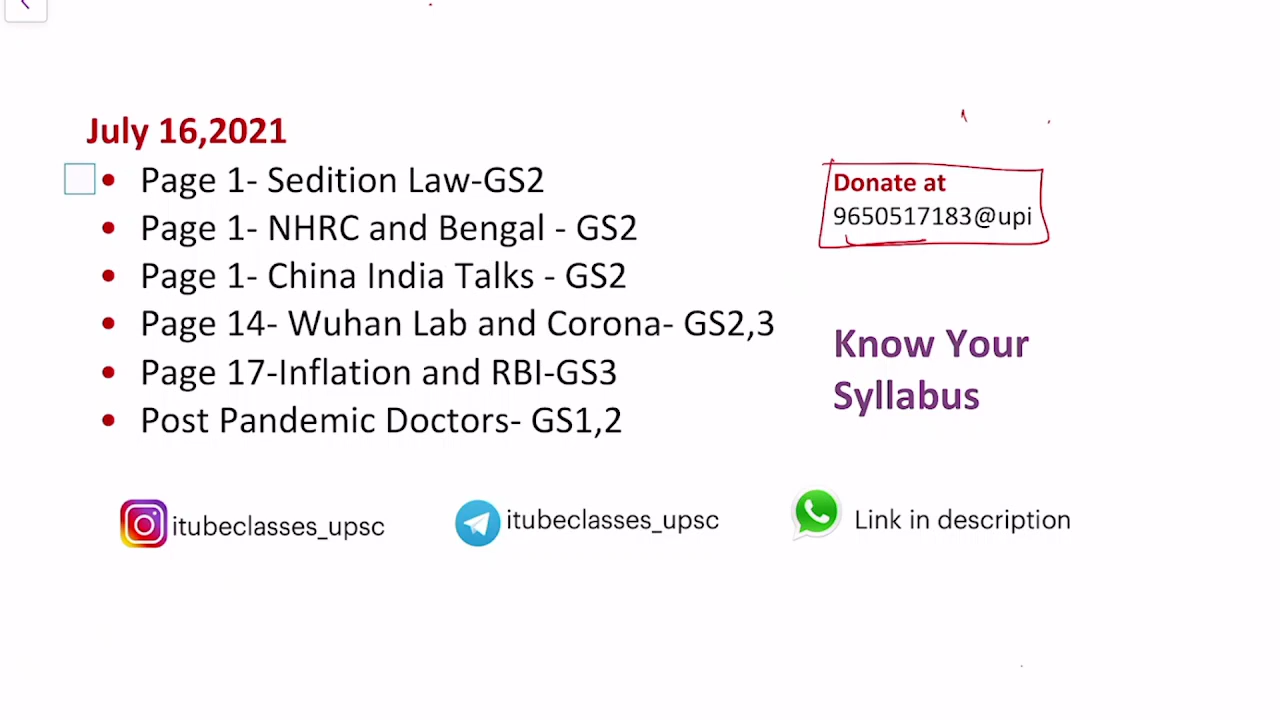 July 16,2021
• Page 1- Sedition Law-GS2
• Page 1- NHRC and Bengal - GS2
• Page 1- China India Talks - GS2
• Page 14- Wuhan Lab and Corona- GS2,3
• Page 17-Inflation and RBI-GS3
• Post Pandemic Doctors- GS1,2
Donate at
9650517183@upi
Know Your
Syllabus
itubeclasses_upsc
itubeclasses_upsc
Link in description